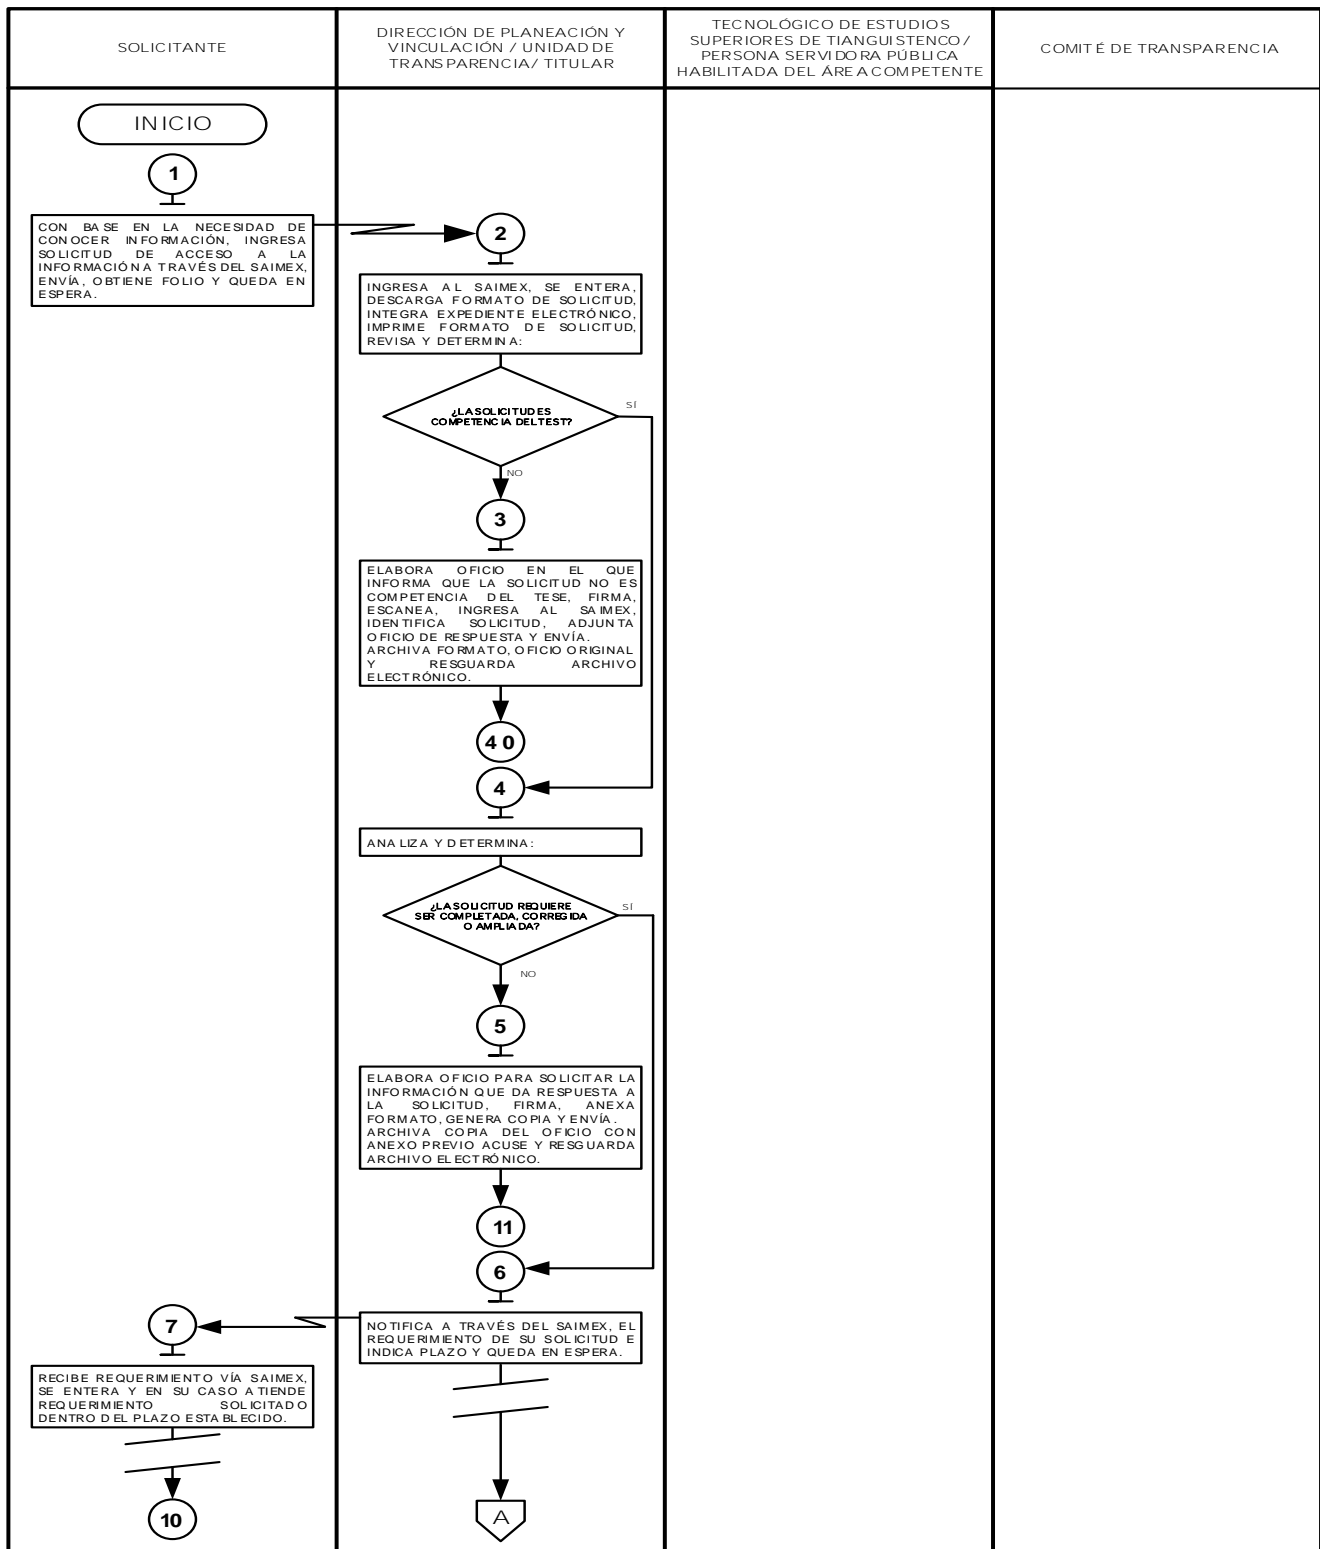 SOLICITANTE
DIRECCIÓN DE PLANEACIÓN Y
VINCULACIÓN / UNIDAD DE
TRANSPARENCIA/ TITULAR
TECNOLÓGICO DE ESTUDIOS
SUPERIORES DE TIANGUISTENCO /
PERSONA SERVIDORA PÚBLICA
HABILITADA DEL ÁREA COMPETENTE
COMITÉ DE TRANSPARENCIA
INICIO
1
CON BASE EN LA NECESIDAD DE
CONOCER INFORMACIÓN, INGRESA
SOLICITUD DE ACCESO A LA
INFORMACIÓN A TRAVÉS DEL SAIMEX,
ENVÍA, OBTIENE FOLIO Y QUEDA EN
ESPERA.
2
INGRESA AL SAIMEX, SE ENTERA,
DESCARGA FORMATO DE SOLICITUD,
INTEGRA EXPEDIENTE ELECTRÓNICO,
IMPRIME FORMATO DE SOLICITUD,
REVISA Y DETERMINA:
¿LA SOLICITUD ES
COMPETENCIA DEL TEST?
SÍ
NO
3
ELABORA OFICIO EN EL QUE
INFORMA QUE LA SOLICITUD NO ES
COMPETENCIA DEL TESE, FIRMA,
ESCANEA, INGRESA AL SAIMEX,
IDENTIFICA SOLICITUD, ADJUNTA
OFICIO DE RESPUESTA Y ENVÍA.
ARCHIVA FORMATO, OFICIO ORIGINAL
Y RESGUARDA ARCHIVO
ELECTRÓNICO.
40
4
ANALIZA Y DETERMINA:
¿LA SOLICITUD REQUIERE
SER COMPLETADA, CORREGIDA
O AMPLIADA?
SÍ
NO
5
ELABORA OFICIO PARA SOLICITAR LA
INFORMACIÓN QUE DA RESPUESTA A
LA SOLICITUD, FIRMA, ANEXA
FORMATO, GENERA COPIA Y ENVÍA.
ARCHIVA COPIA DEL OFICIO CON
ANEXO PREVIO ACUSE Y RESGUARDA
ARCHIVO ELECTRÓNICO.
11
6
NOTIFICA A TRAVÉS DEL SAIMEX, EL
REQUERIMIENTO DE SU SOLICITUD E
INDICA PLAZO Y QUEDA EN ESPERA.
7
RECIBE REQUERIMIENTO VÍA SAIMEX,
SE ENTERA Y EN SU CASO ATIENDE
REQUERIMIENTO SOLICITADO
DENTRO DEL PLAZO ESTABLECIDO.
10
A